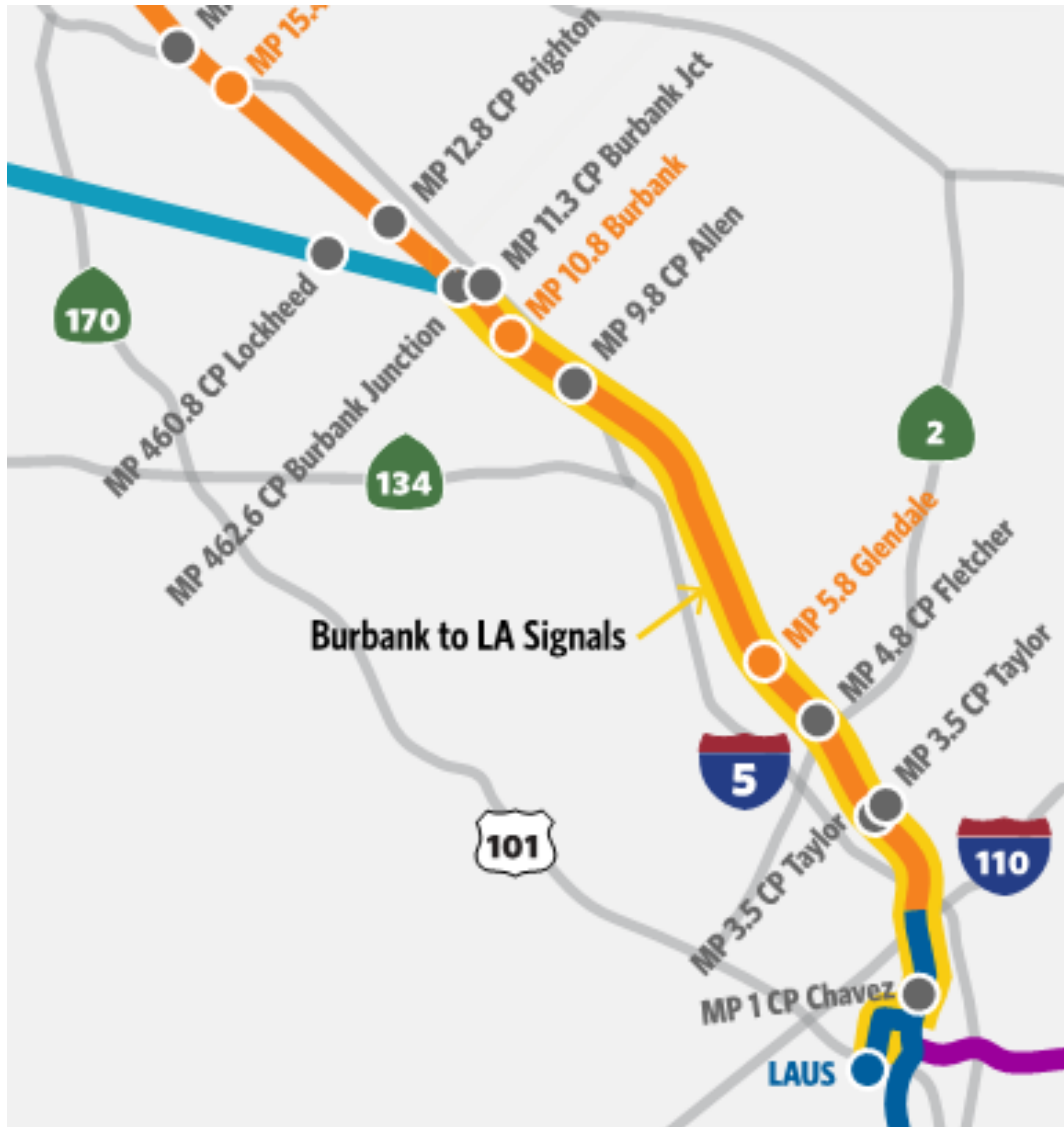 MP 15.4
MP 12.8 CP Brighton
MP 11.3 CP Burbank Jct
MP 10.8 Burbank
MP 9.8 CP Allen
170
MP 460.8 CP Lockheed
MP 462.6 CP Burbank Junction
134
2
MP 5.8 Glendale
MP 4.8 CP Fletcher
Burbank to LA Signals
MP 3.5 CP Taylor
5
101
110
MP 3.5 CP Taylor
MP 1 CP Chavez
LAUS